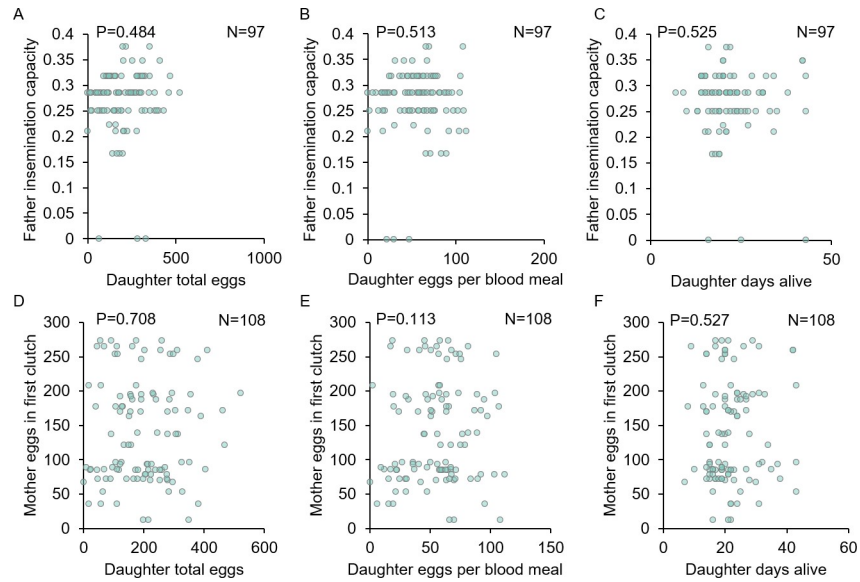 A
P=0.484 N=97
Father insemination capacity
0.4
0.35
0.3
0.25
0.2
0.15
0.1
0.05
0
0 500 1000
Daughter total eggs
B
P=0.513 N=97
Father insemination capacity
0.4
0.35
0.3
0.25
0.2
0.15
0.1
0.05
0
0 100 200
Daughter eggs per blood meal
C
P=0.525 N=97
Father insemination capacity
0.4
0.35
0.3
0.25
0.2
0.15
0.1
0.05
0
0 50
Daughter days alive
D
P=0.708 N=108
Mother eggs in first clutch
300
250
200
150
100
50
0
0 200 400 600
Daughter total eggs
E
P=0.113 N=108
Mother eggs in first clutch
300
250
200
150
100
50
0
0 50 100 150
Daughter eggs per blood meal
F
P=0.527 N=108
Mother eggs in first clutch
300
250
200
150
100
50
0
0 20 40 60
Daughter days alive